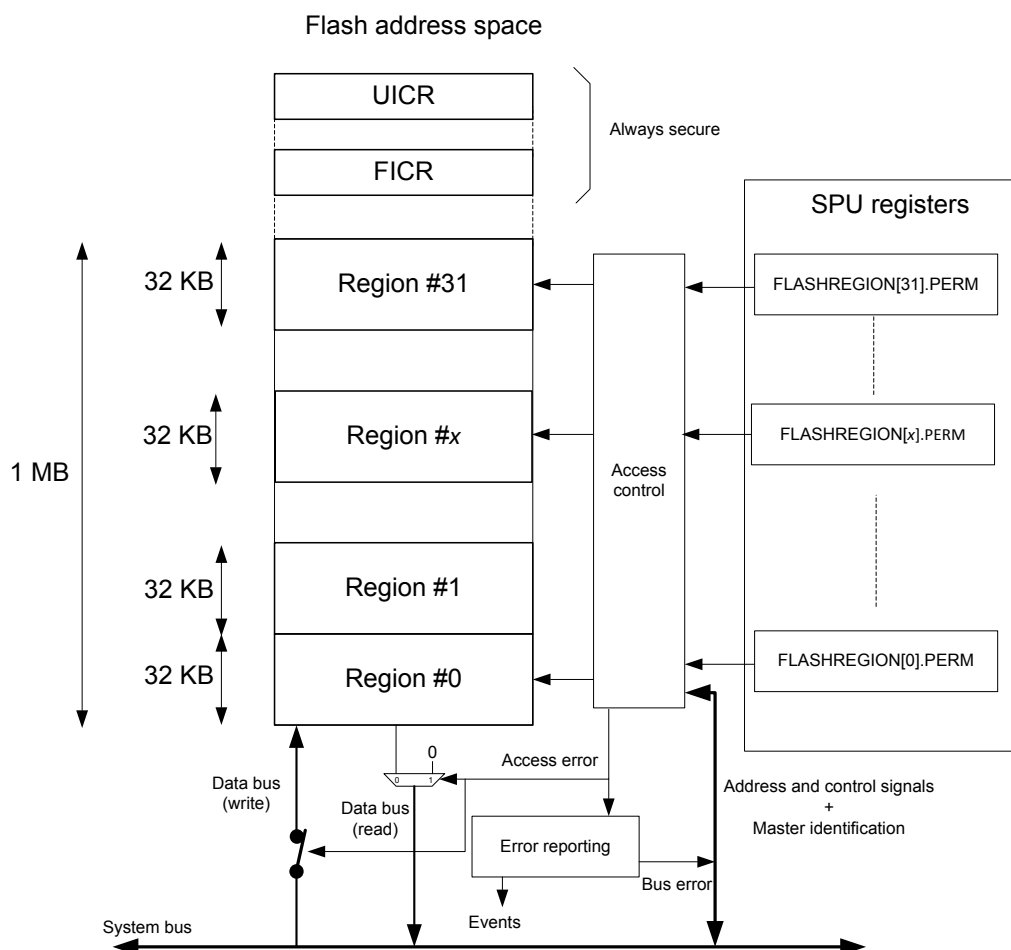 Flash address space
UICR
Always secure
FICR
SPU registers
32 KB
Region #31
FLASHREGION[31].PERM
32 KB
Region #x
FLASHREGION[x].PERM
1 MB
Access
control
32 KB
Region #1
32 KB
Region #0
FLASHREGION[0].PERM
0
0 1
Access error
Data bus
(write)
Data bus
(read)
Address and control signals
+
Master identification
Error reporting
Bus error
Events
System bus